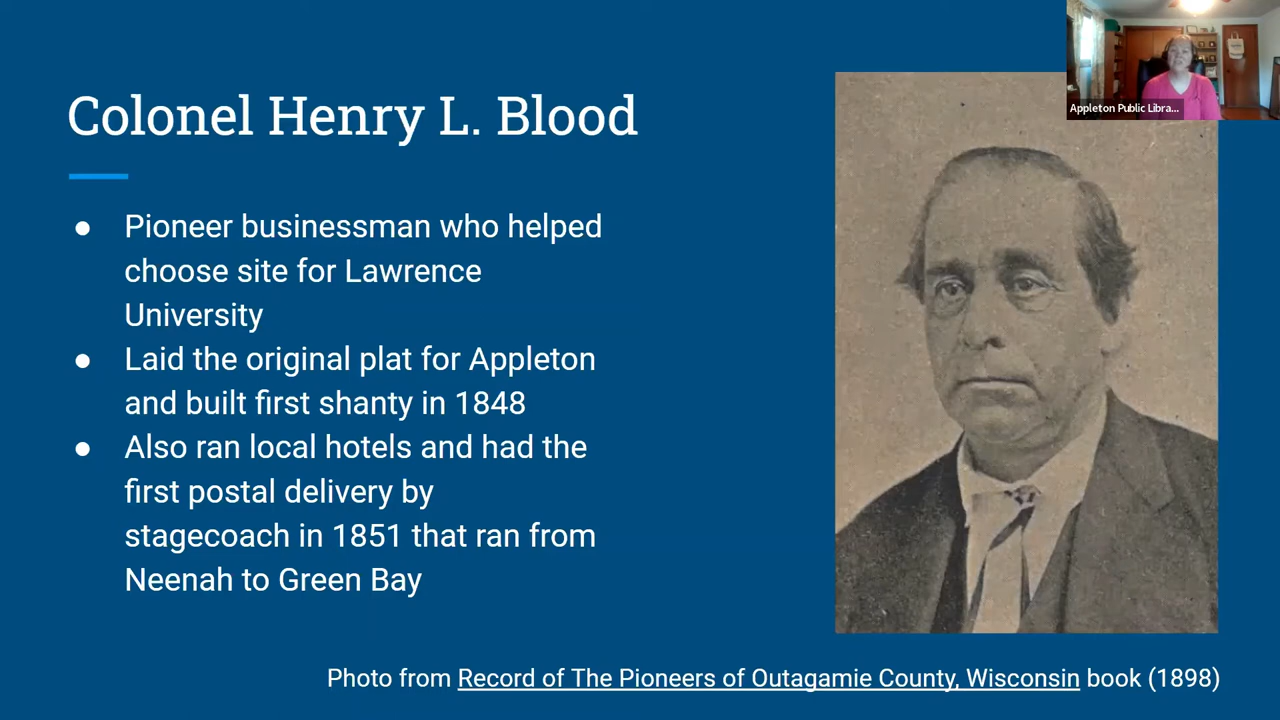 Colonel Henry L. Blood
● Pioneer businessman who helped
choose site for Lawrence
University
● Laid the original plat for Appleton
and built first shanty in 1848
● Also ran local hotels and had the
first postal delivery by
stagecoach in 1851 that ran from
Neenah to Green Bay
Appleton Public Libra...
Photo from Record of The Pioneers of Outagamie County, Wisconsin book (1898)